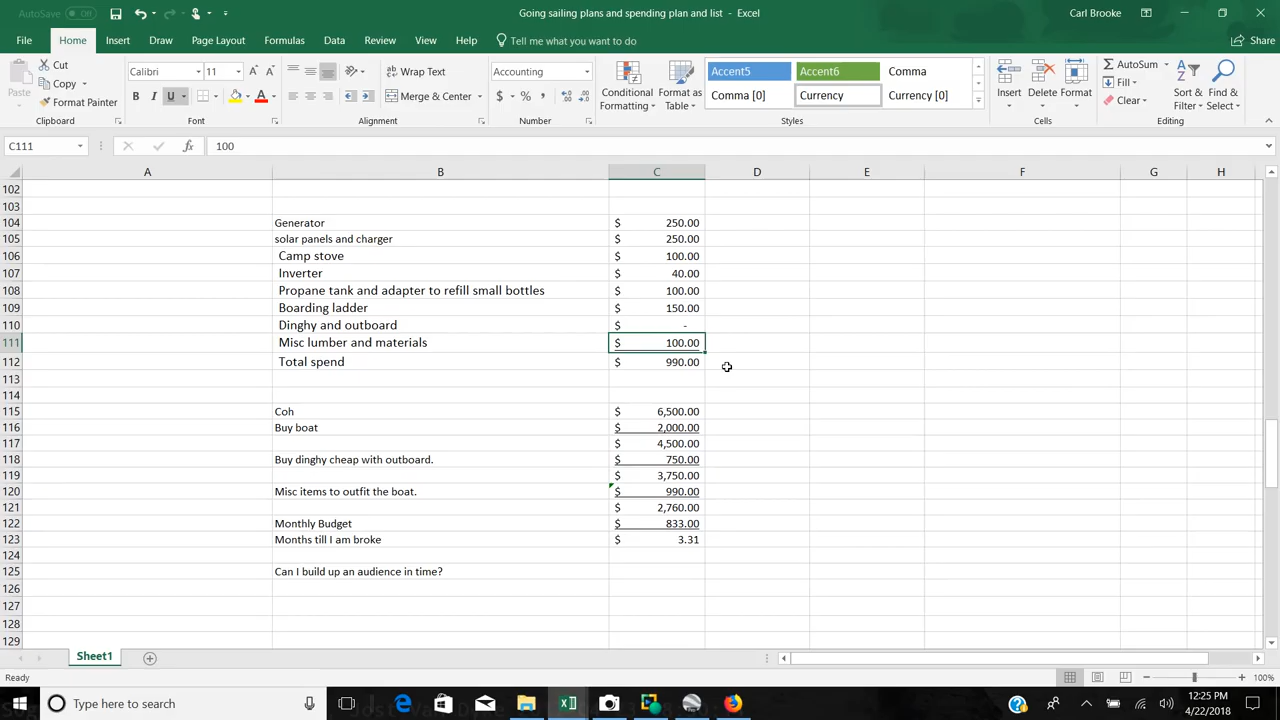 AutoSave Off
Going sailing plans and spending plan and list - Excel
Carl Brooke
File Home Insert Draw Page Layout Formulas Data Review View Help Tell me what you want to do Share
Paste
Cut
Copy
Format Painter
Clipboard
Calibri 11
B I U
Font
Wrap Text
Merge & Center
Alignment
Accounting
$ % ,
Number
Conditional Formatting
Format as Table
Accent5 Accent6 Comma
Comma [0] Currency Currency [0]
Styles
Insert Delete Format
Cells
AutoSum
Fill
Clear
Sort & Filter
Find & Select
Editing
C111 fx 100
A B C D E F G H
102
103
104 Generator $ 250.00
105 solar panels and charger $ 250.00
106 Camp stove $ 100.00
107 Inverter $ 40.00
108 Propane tank and adapter to refill small bottles $ 100.00
109 Boarding ladder $ 150.00
110 Dinghy and outboard $ -
111 Misc lumber and materials $ 100.00
112 Total spend $ 990.00
113
114
115 Coh $ 6,500.00
116 Buy boat $ 2,000.00
117 $ 4,500.00
118 Buy dinghy cheap with outboard. $ 750.00
119 $ 3,750.00
120 Misc items to outfit the boat. $ 990.00
121 $ 2,760.00
122 Monthly Budget $ 833.00
123 Months till I am broke $ 3.31
124
125 Can I build up an audience in time?
126
127
128
129
Sheet1
Ready
100%
Type here to search
12:25 PM
4/22/2018